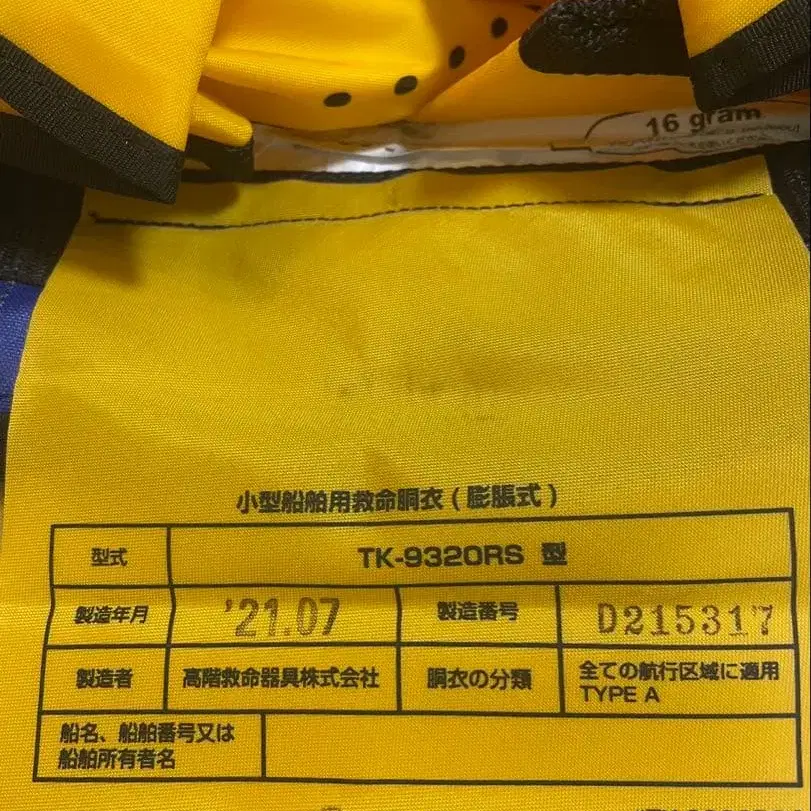 16 gram
小型船舶用救命胴衣(膨脹式)
型式 TK-9320RS 型
製造年月 '21.07 製造番号 D215317
製造者 高階救命器具株式会社 胴衣の分類 全ての航行区域に適用
TYPE A
船名、船舶番号又は
船舶所有者名